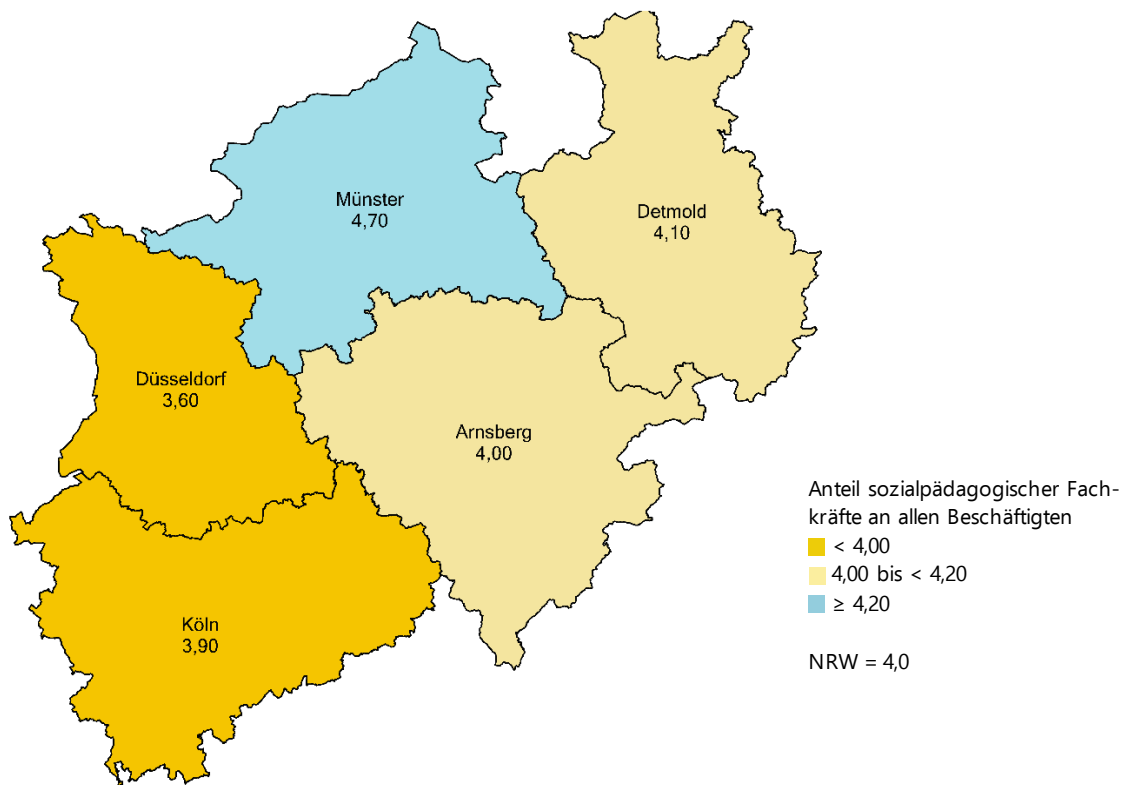 Münster
4,70
Detmold
4,10
Düsseldorf
3,60
Arnsberg
4,00
Köln
3,90
Anteil sozialpädagogischer Fach-
kräfte an allen Beschäftigten
< 4,00
4,00 bis < 4,20
≥ 4,20
NRW = 4,0